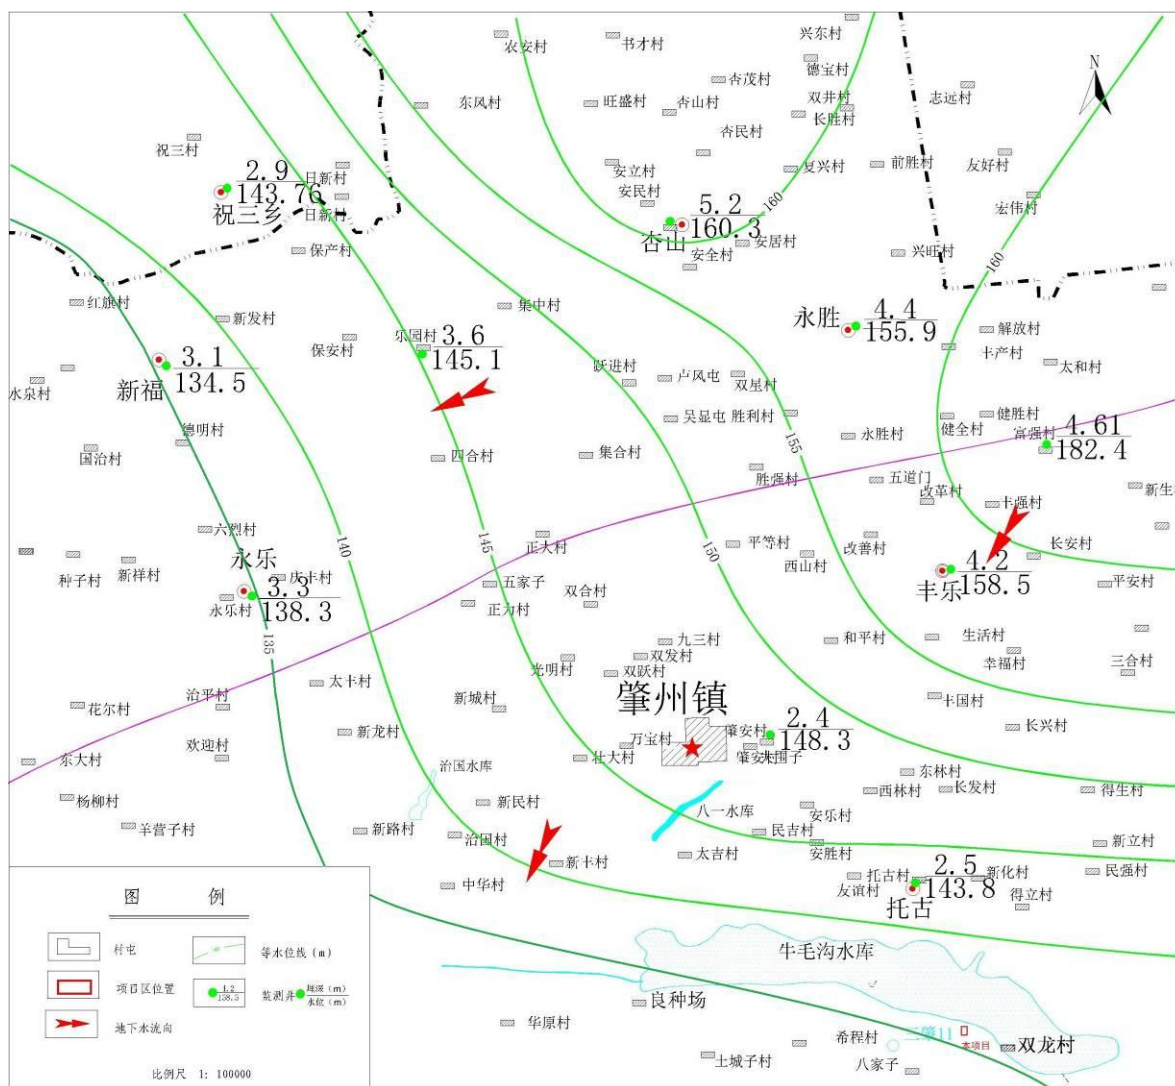 农安村
书才村
兴东村
德宝村
杏茂村
N
东风村
旺盛村
杏山村
双井村
长胜村
志远村
杏民村
祝三村
安立村
复兴村
前胜村
友好村
2.9
日新村
143.76
安民村
160
宏伟村
祝三乡
日新村
5.2
160.3
杏山
安居村
保产村
安全村
兴旺村
160
红旗村
新发村
集中村
永胜
4.4
155.9
解放村
保安村
乐园村
3.6
145.1
丰产村
太和村
3.1
134.5
新福
跃进村
卢风屯
双星村
水泉村
吴显屯
胜利村
健胜村
德明村
永胜村
健全村
富强村
4.61
182.4
国治村
四合村
集合村
155
胜强村
五道门
改革村
新生
丰强村
六烈村
140
145
正大村
150
平等村
改善村
长安村
永乐
种子村
新祥村
庆丰村
五家子
西山村
4.2
158.5
丰乐
平安村
永乐村
3.3
138.3
正力村
双合村
135
九三村
和平村
生活村
光明村
双发村
幸福村
三合村
太丰村
双跃村
治平村
新城村
肇州镇
丰国村
花尔村
新龙村
万宝村
肇安村
2.4
148.3
长兴村
欢迎村
东大村
治国水库
壮大村
肇安村
大围子
东林村
杨柳村
新民村
八一水库
西林村
长发村
得生村
安乐村
羊营子村
新路村
治国村
民吉村
新立村
太吉村
安胜村
新丰村
中华村
托古村
2.5
143.8
新化村
民强村
友谊村
托古
得立村
图 例
村屯
等水位线(m)
项目区位置
4.2
138.5
监测井
埋深(m)
水位(m)
地下水流向
比例尺 1: 100000
牛毛沟水库
良种场
华原村
希程村
三肇11
本项目
双龙村
土城子村
八家子